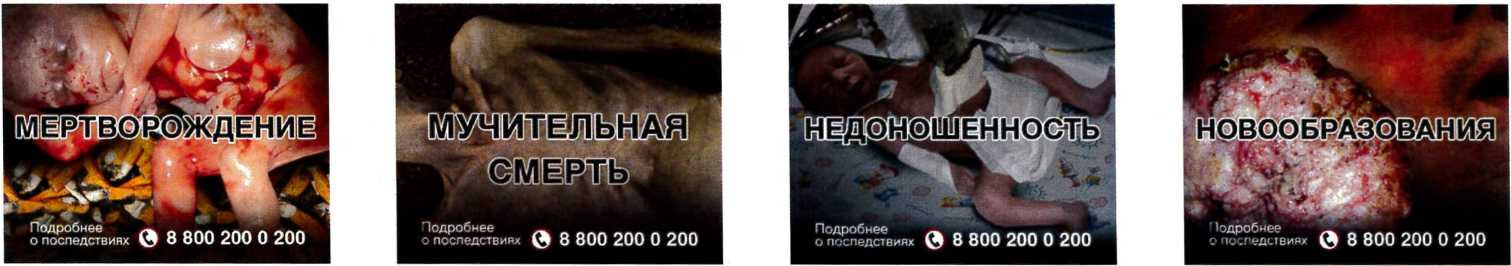 МЕРТВОРОЖДЕНИЕ
Подробнее
о последствиях 8 800 200 0 200
МУЧИТЕЛЬНАЯ
СМЕРТЬ
Подробнее
о последствиях 8 800 200 0 200
НЕДОНОШЕННОСТЬ
Подробнее
о последствиях 8 800 200 0 200
НОВООБРАЗОВАНИЯ
Подробнее
о последствиях 8 800 200 0 200